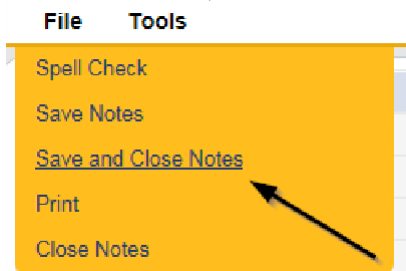 File Tools
Spell Check
Save Notes
Save and Close Notes
Print
Close Notes